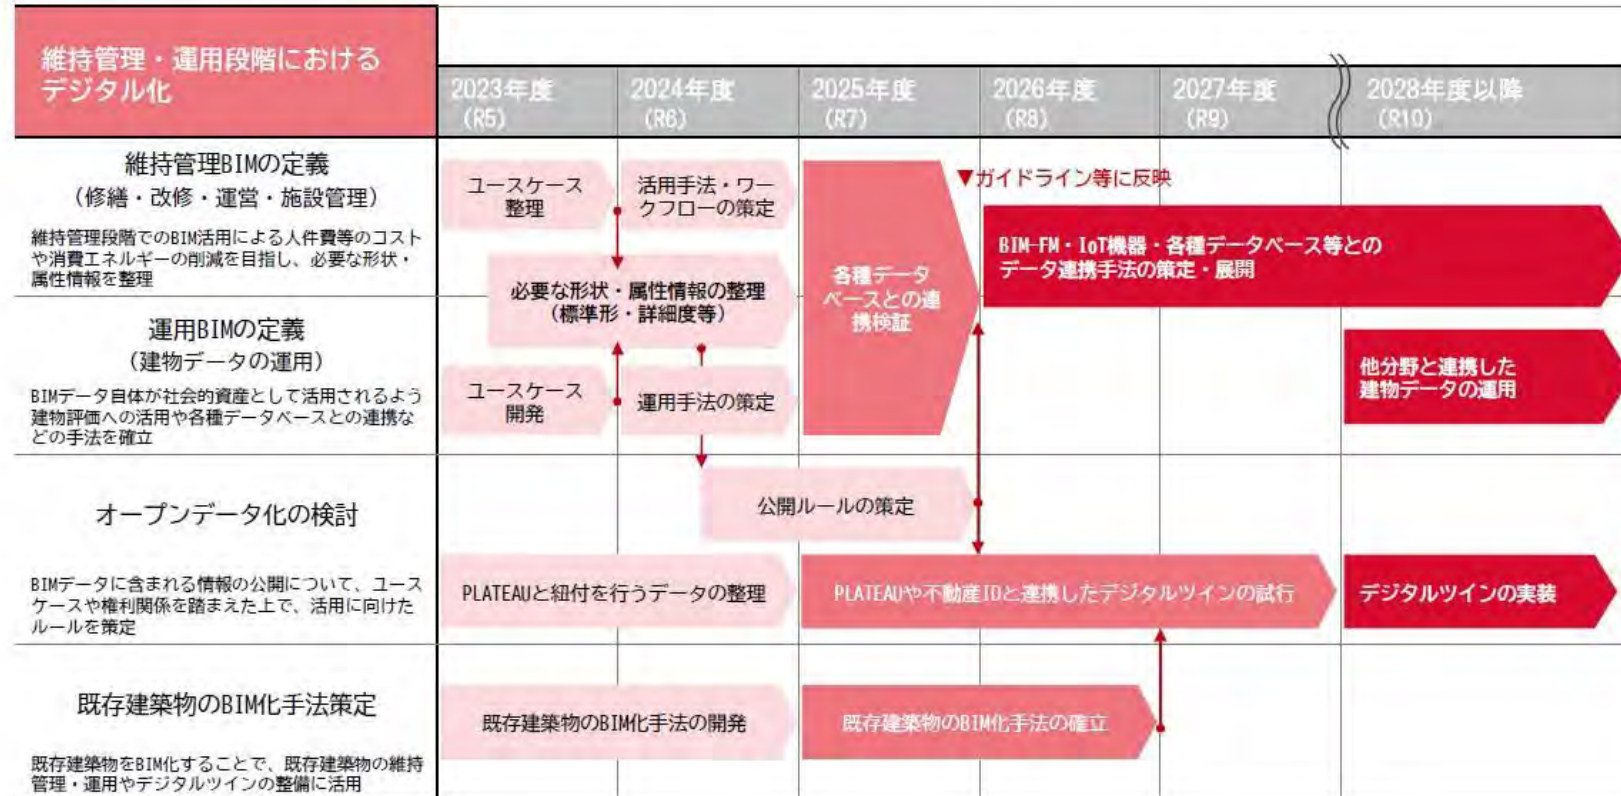 維持管理・運用段階における
デジタル化
2023年度
(R5)
2024年度
(R6)
2025年度
(R7)
2026年度
(R8)
2027年度
(R9)
2028年度以降
(R10)
維持管理BIMの定義
（修繕・改修・運営・施設管理）
維持管理段階でのBIM活用による人件費等のコスト
や消費エネルギーの削減を目指し、必要な形状・
属性情報を整理
ユースケース
整理
活用手法・ワー
クフローの策定
必要な形状・属性情報の整理
（標準形・詳細度等）
各種データ
ベースとの連
携検証
▼ガイドライン等に反映
BIM-FM・IoT機器・各種データベース等との
データ連携手法の策定・展開
運用BIMの定義
（建物データの運用）
BIMデータ自体が社会的資産として活用されるよう
建物評価への活用や各種データベースとの連携な
どの手法を確立
ユースケース
開発
運用手法の策定
他分野と連携した
建物データの運用
オープンデータ化の検討
BIMデータに含まれる情報の公開について、ユース
ケースや権利関係を踏まえた上で、活用に向けた
ルールを策定
公開ルールの策定
PLATEAUと紐付を行うデータの整理
PLATEAUや不動産IDと連携したデジタルツインの試行
デジタルツインの実装
既存建築物のBIM化手法策定
既存建築物をBIM化することで、既存建築物の維持
管理・運用やデジタルツインの整備に活用
既存建築物のBIM化手法の開発
既存建築物のBIM化手法の確立